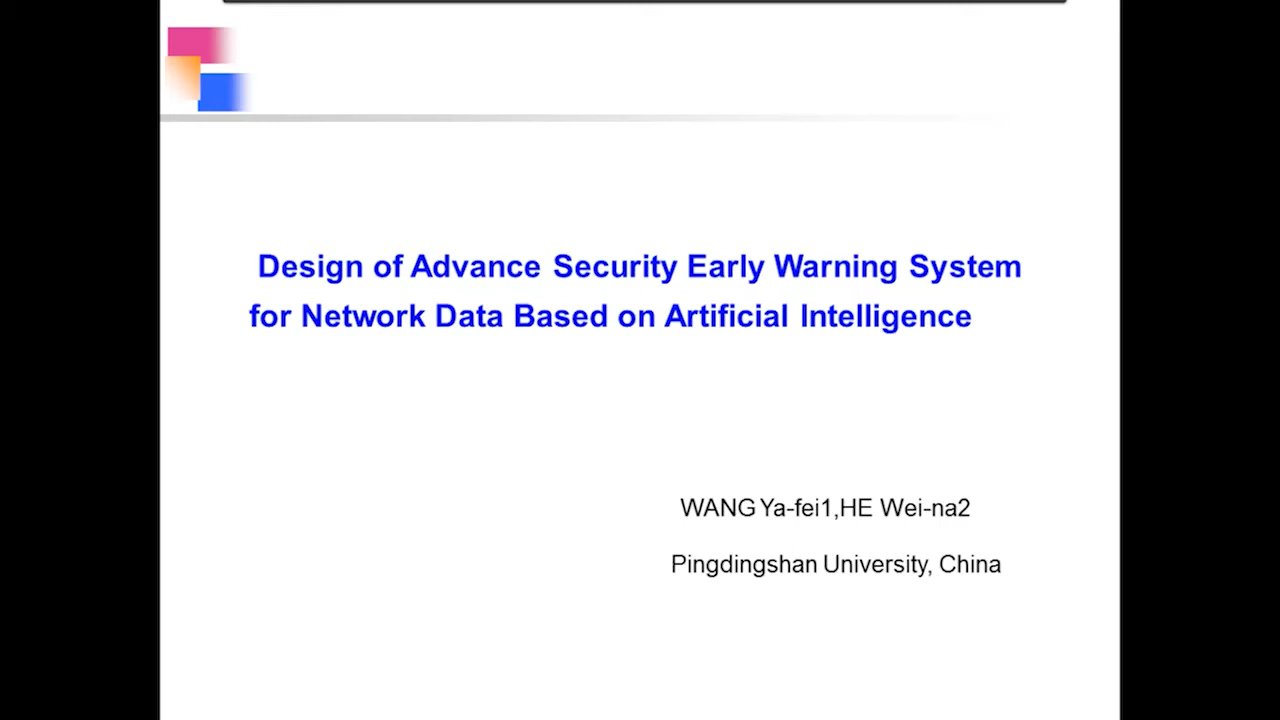 Design of Advance Security Early Warning System
for Network Data Based on Artificial Intelligence
WANG Ya-fei1,HE Wei-na2
Pingdingshan University, China